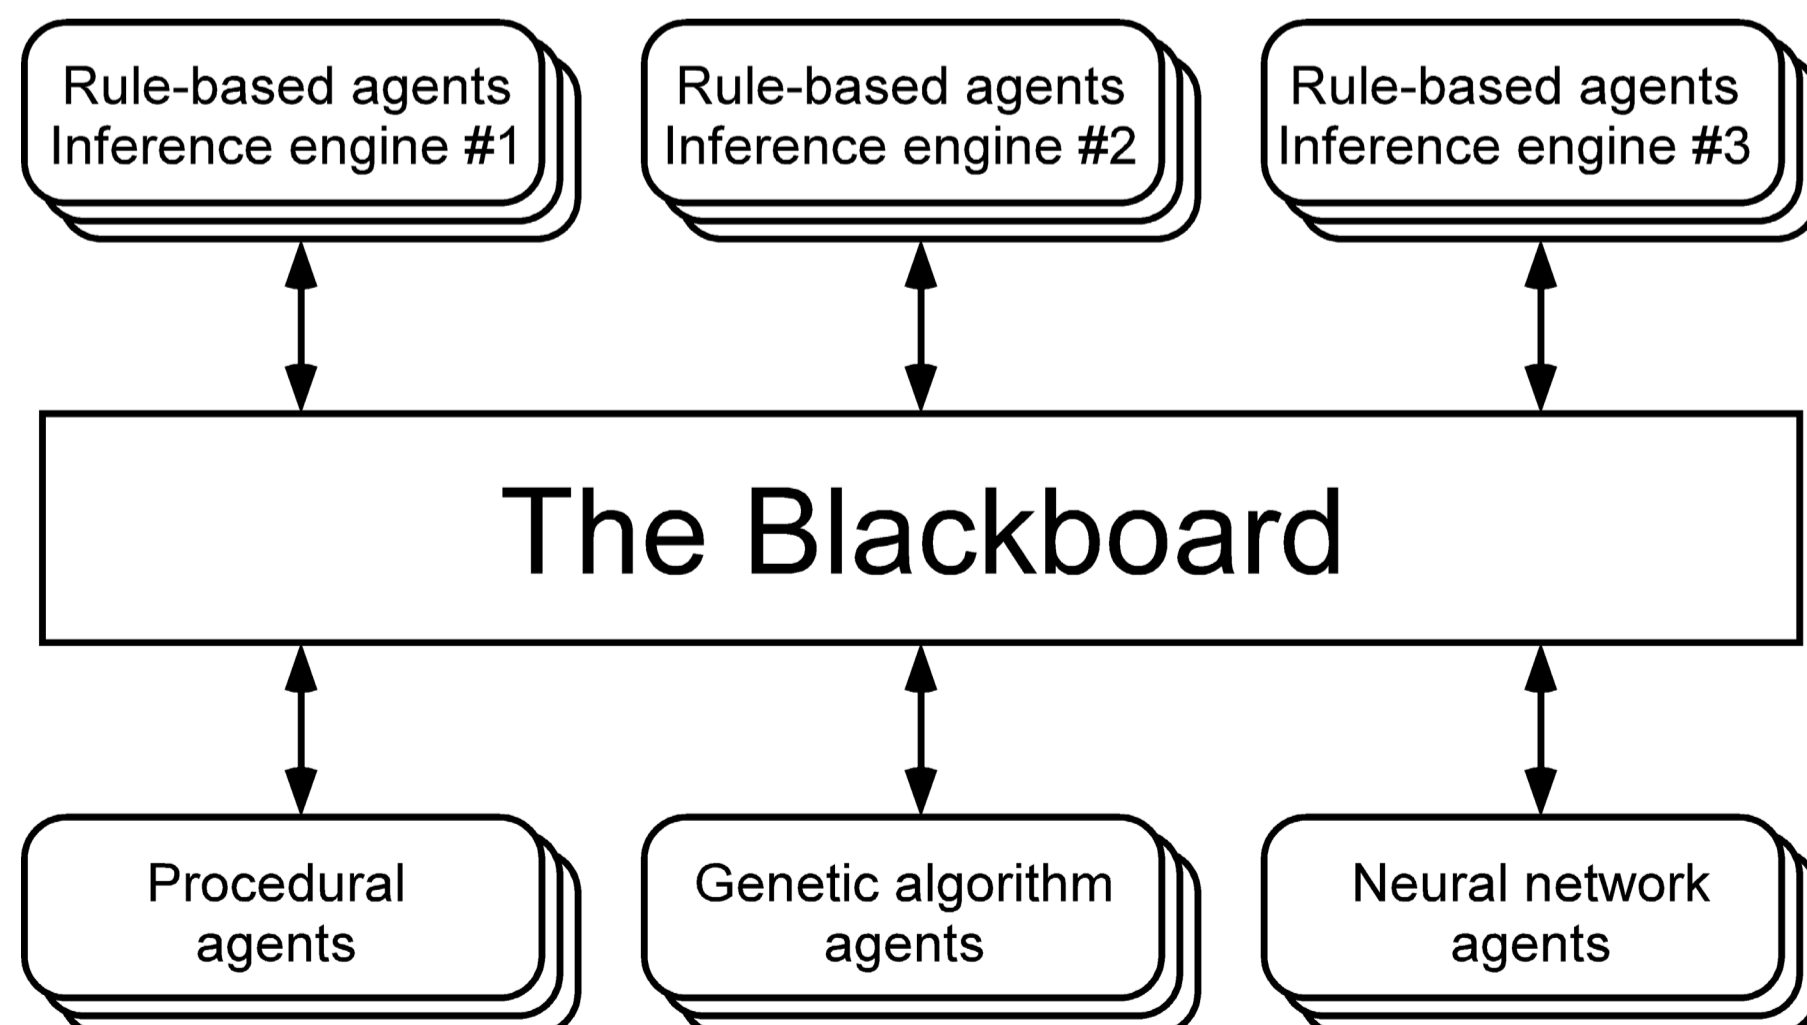 Rule-based agents
Inference engine #1
Rule-based agents
Inference engine #2
Rule-based agents
Inference engine #3
The Blackboard
Procedural
agents
Genetic algorithm
agents
Neural network
agents